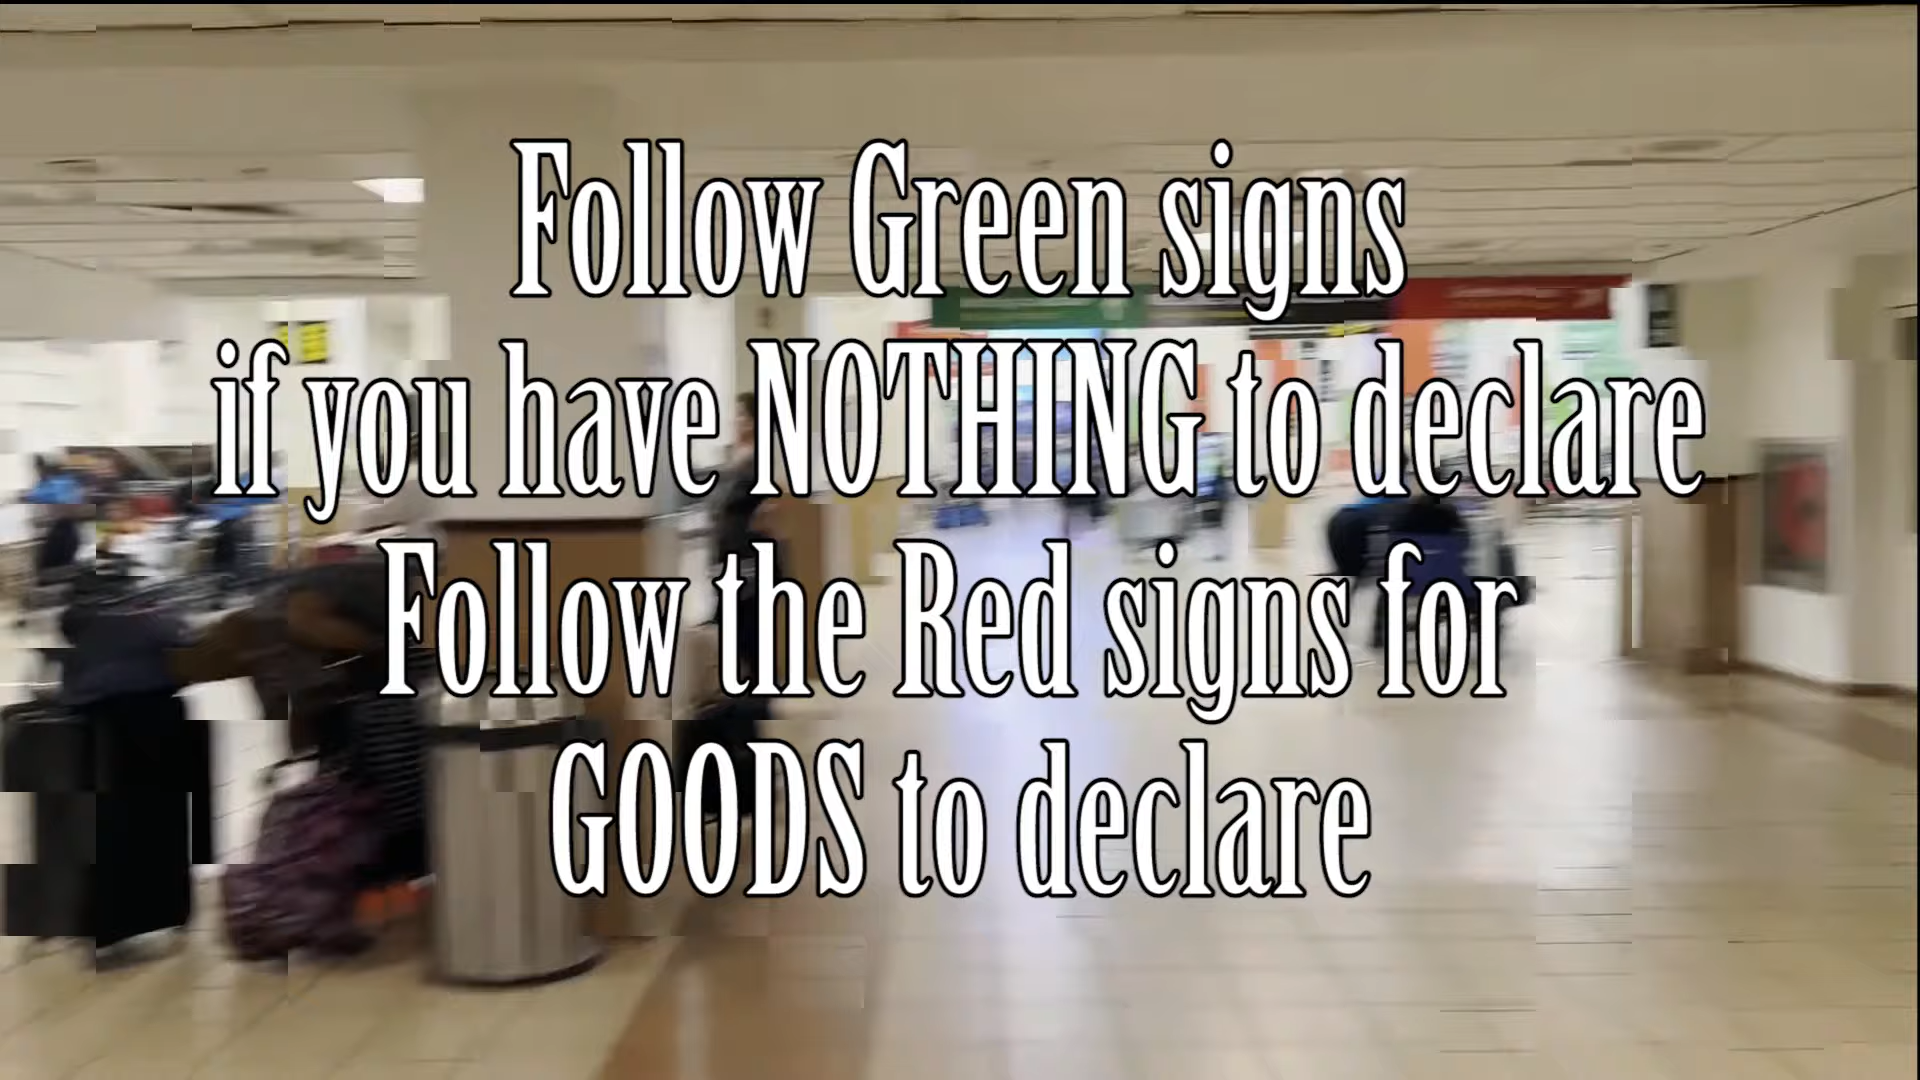 Follow Green signs
if you have NOTHING to declare
Follow the Red signs for
GOODS to declare